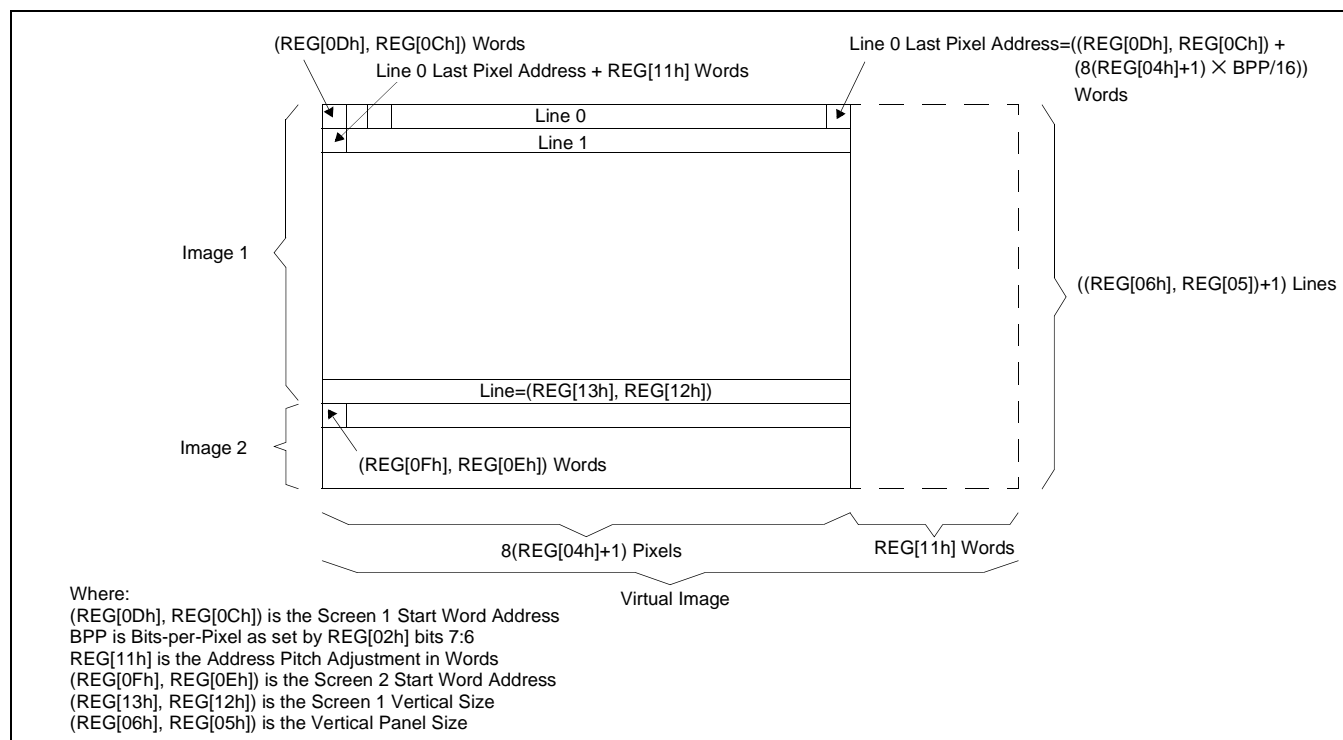 (REG[0Dh], REG[0Ch]) Words
Line 0 Last Pixel Address + REG[11h] Words
Line 0 Last Pixel Address=((REG[0Dh], REG[0Ch]) +
(8(REG[04h]+1) × BPP/16))
Words
Line 0
Line 1
Image 1
((REG[06h], REG[05])+1) Lines
Line=(REG[13h], REG[12h])
Image 2
(REG[0Fh], REG[0Eh]) Words
8(REG[04h]+1) Pixels
REG[11h] Words
Virtual Image
Where:
(REG[0Dh], REG[0Ch]) is the Screen 1 Start Word Address
BPP is Bits-per-Pixel as set by REG[02h] bits 7:6
REG[11h] is the Address Pitch Adjustment in Words
(REG[0Fh], REG[0Eh]) is the Screen 2 Start Word Address
(REG[13h], REG[12h]) is the Screen 1 Vertical Size
(REG[06h], REG[05h]) is the Vertical Panel Size